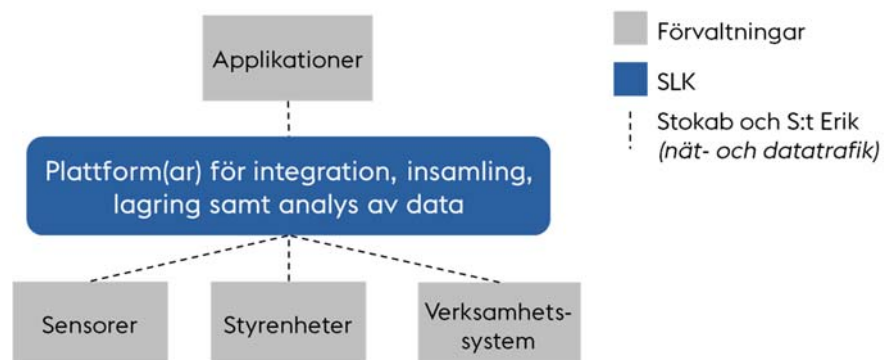 Applikationer
Plattform(ar) för integration, insamling,
lagring samt analys av data
Sensorer
Styrenheter
Verksamhets-
system
Förvaltningar
SLK
Stokab och S:t Erik
(nät- och datatrafik)